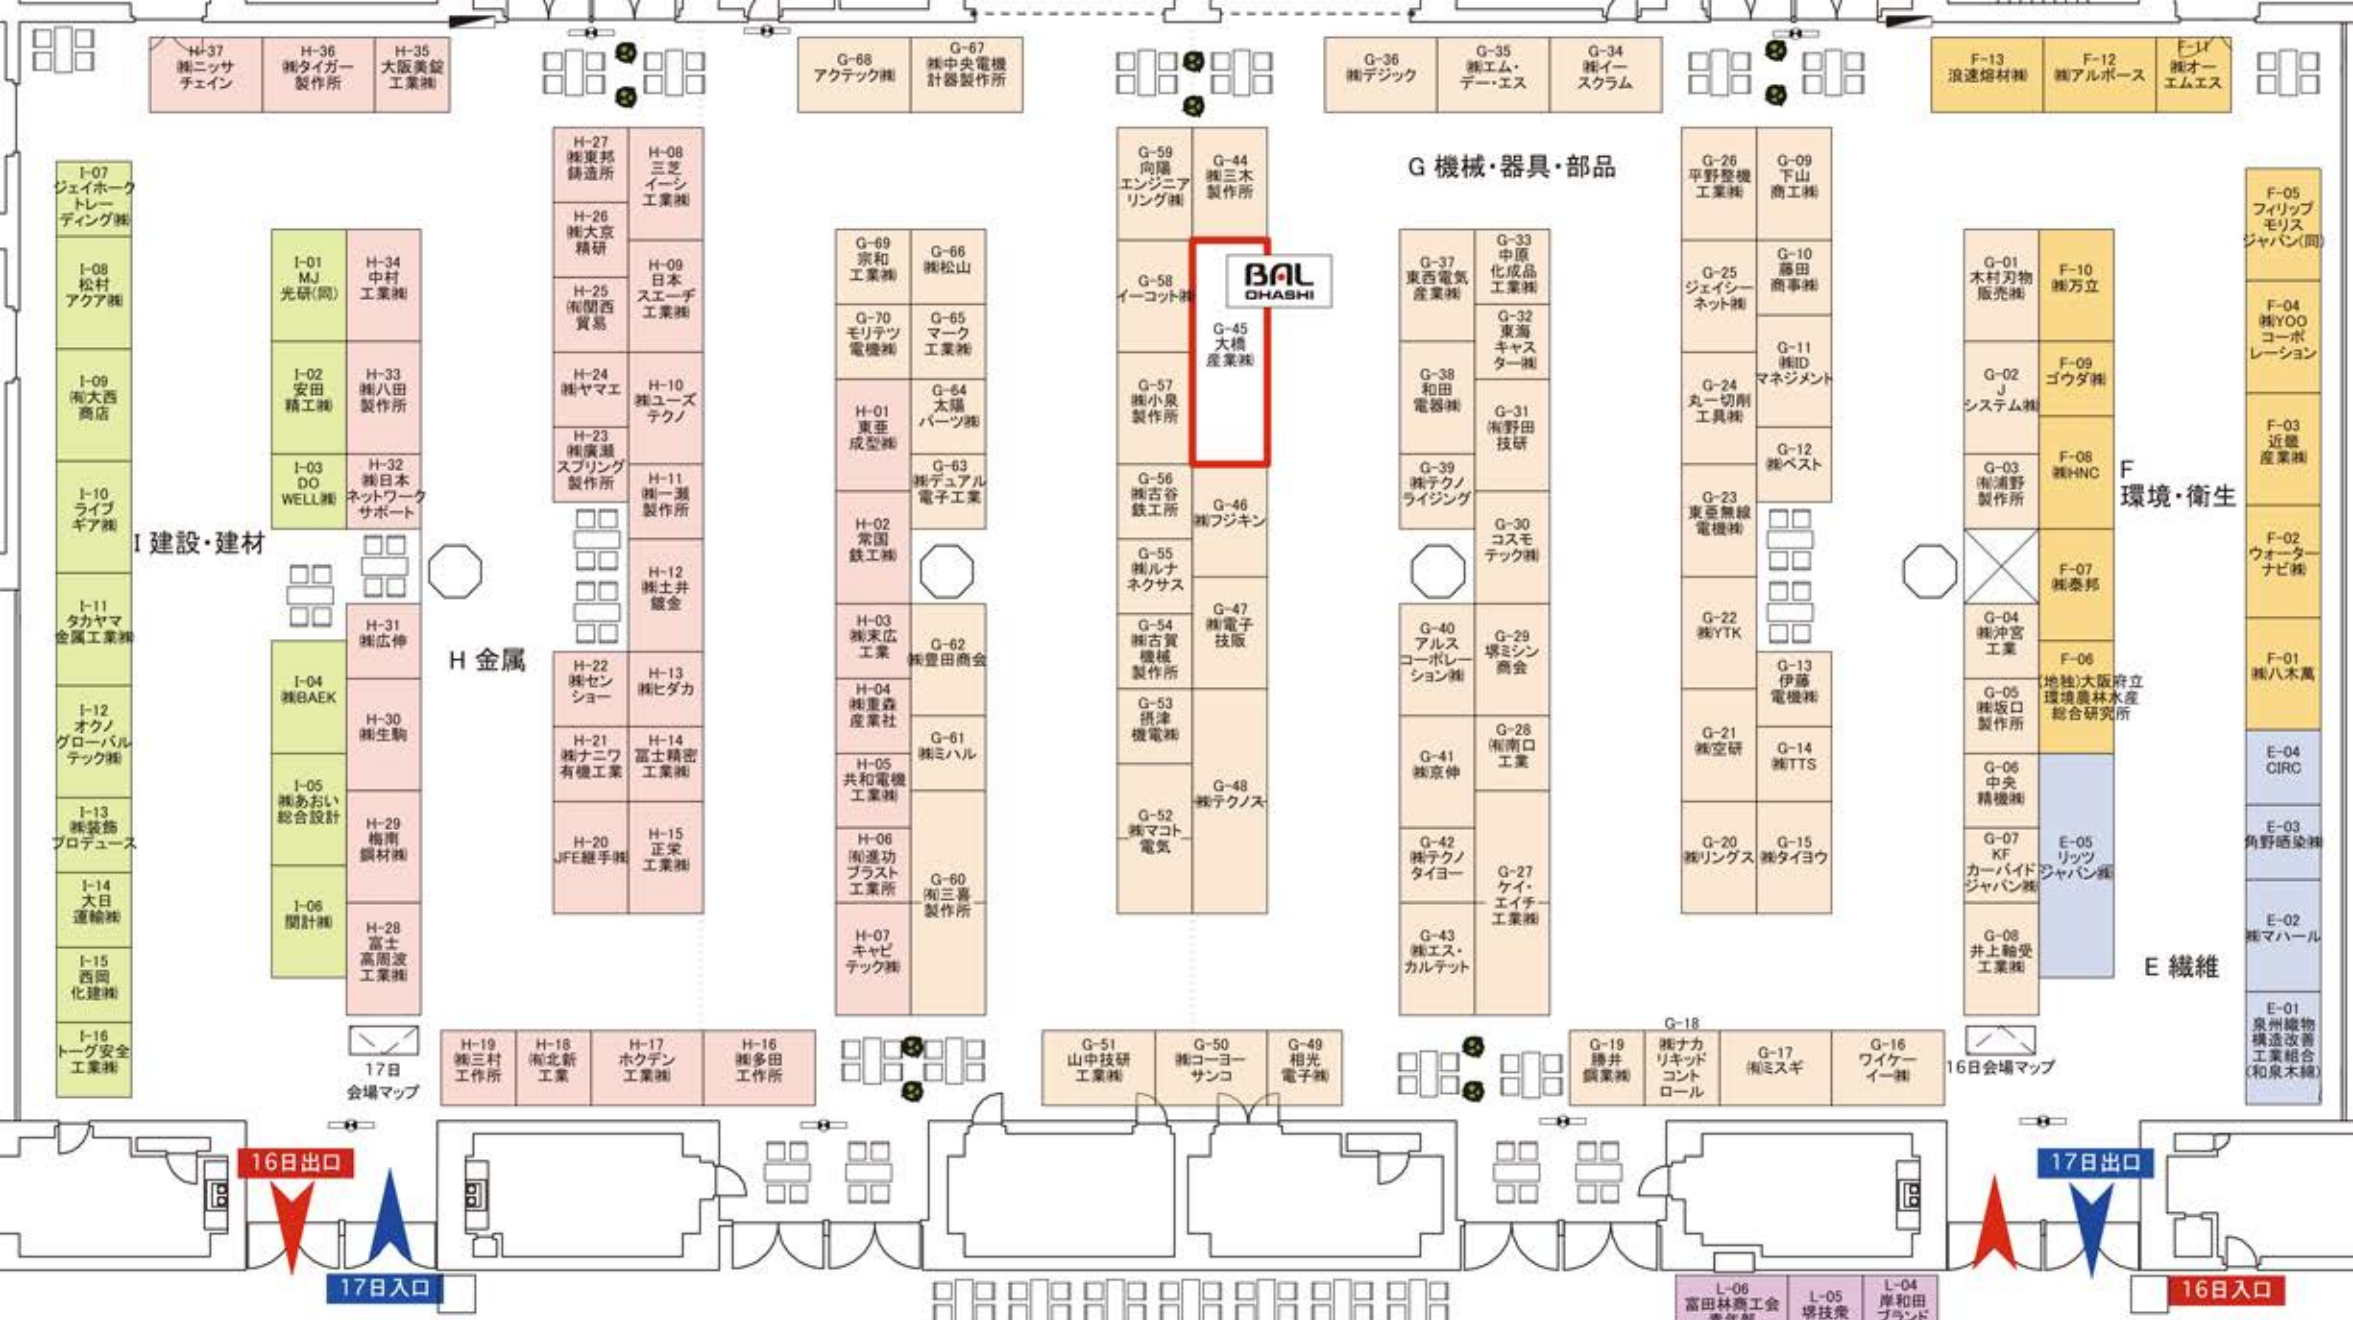 H-37
㈱ニッサ
チェイン
H-36
㈱タイガー
製作所
H-35
大阪美錠
工業㈱
G-68
アクテック㈱
G-67
㈱中央電機
計器製作所
G-36
㈱デジック
G-35
㈱エム・
デー・エス
G-34
㈱イー
スクラム
F-13
浪速熔材㈱
F-12
㈱アルボース
F-11
㈱オー
エムエス
I-07
ジェイホーク
トレー
ディング㈱
I-08
松村
アクア㈱
I-09
㈲大西
商店
I-10
ライブ
ギア㈱
I-11
タカヤマ
金属工業㈱
I-12
オクノ
グローバル
テック㈱
I-13
㈱装飾
プロデュース
I-14
大日
運輸㈱
I-15
西岡
化建㈱
I-16
トーグ安全
工業㈱
I 建設・建材
I-01
MJ
光研(同)
I-02
安田
精工㈱
I-03
DO
WELL㈱
I-04
㈱BAEK
I-05
㈱あおい
総合設計
I-06
関計㈱
H-34
中村
工業㈱
H-33
㈱八田
製作所
H-32
㈱日本
ネットワーク
サポート
H-31
㈱広伸
H-30
㈱生駒
H-29
梅南
鋼材㈱
H-28
富士
高周波
工業㈱
17日
会場マップ
H 金属
H-27
㈱東邦
鋳造所
H-26
㈱大京
精研
H-25
㈲関西
貿易
H-24
㈱ヤマエ
H-23
㈱廣瀬
スプリング
製作所
H-22
㈱セン
ショー
H-21
㈱ナニワ
有機工業
H-20
JFE継手㈱
H-08
三芝
イーシ
工業㈱
H-09
日本
スエーヂ
工業㈱
H-10
㈱ユーズ
テクノ
H-11
㈱一瀬
製作所
H-12
㈱土井
鍍金
H-13
㈱ヒダカ
H-14
冨士精密
工業㈱
H-15
正栄
工業㈱
H-19
㈱三村
工作所
H-18
㈲北新
工業
H-17
ホクデン
工業㈱
H-16
㈱多田
工作所
G-69
宗和
工業㈱
G-70
モリテツ
電機㈱
H-01
東亜
成型㈱
H-02
常国
鉄工㈱
H-03
㈱末広
工業
H-04
㈱重森
産業社
H-05
共和電機
工業㈱
H-06
㈲進功
ブラスト
工業所
H-07
キャピ
テック㈱
G-66
㈱松山
G-65
マーク
工業㈱
G-64
太陽
パーツ㈱
G-63
㈱デュアル
電子工業
G-62
㈱豊田商会
G-61
㈱ミハル
G-60
㈲三喜
製作所
G-59
向陽
エンジニア
リング㈱
G-58
イーコット㈱
G-57
㈱小泉
製作所
G-56
㈱古谷
鉄工所
G-55
㈱ルナ
ネクサス
G-54
㈱古賀
機械
製作所
G-53
摂津
機電㈱
G-52
㈱マコト
電気
G-44
㈱三木
製作所
BAL
OHASHI
G-45
大橋
産業㈱
G-46
㈱フジキン
G-47
㈱電子
技販
G-48
㈱テクノス
G-51
山中技研
工業㈱
G-50
㈱コーヨー
サンコ
G-49
相光
電子㈱
G 機械・器具・部品
G-37
東西電気
産業㈱
G-38
和田
電器㈱
G-39
㈱テクノ
ライジング
G-40
アルス
コーポレー
ション㈱
G-41
㈱京伸
G-42
㈱テクノ
タイヨー
G-43
㈱エス・
カルテット
G-33
中原
化成品
工業㈱
G-32
東海
キャス
ター㈱
G-31
㈲野田
技研
G-30
コスモ
テック㈱
G-29
堺ミシン
商会
G-28
㈲南口
工業
G-27
ケイ・
エイチ
工業㈱
G-26
平野整機
工業㈱
G-25
ジェイシー
ネット㈱
G-24
丸一切削
工具㈱
G-23
東亜無線
電機㈱
G-22
㈱YTK
G-21
㈱空研
G-20
㈱リングス
G-09
下山
商工㈱
G-10
藤田
商事㈱
G-11
㈱ID
マネジメント
G-12
㈱ベスト
G-13
伊藤
電機㈱
G-14
㈱TTS
G-15
㈱タイヨウ
G-19
勝井
鋼業㈱
G-18
㈱ナカ
リキッド
コント
ロール
G-17
㈲ミスギ
G-16
ワイケー
イー㈱
16日会場マップ
G-01
木村刃物
販売㈱
G-02
J
システム㈱
G-03
㈲浦野
製作所
G-04
㈱沖宮
工業
G-05
㈱坂口
製作所
G-06
中央
精機㈱
G-07
KF
カーバイド
ジャパン㈱
G-08
井上軸受
工業㈱
F-10
㈱万立
F-09
ゴウダ㈱
F-08
㈱HNC
F-07
㈱泰邦
F-06
(地独)大阪府立
環境農林水産
総合研究所
E-05
リッツ
ジャパン㈱
F
環境・衛生
E 繊維
F-05
フィリップ
モリス
ジャパン(同)
F-04
㈱YOO
コーポ
レーション
F-03
近畿
産業㈱
F-02
ウォーター
ナビ㈱
F-01
㈱八木萬
E-04
CIRC
E-03
角野晒染㈱
E-02
㈱マハール
E-01
泉州織物
構造改善
工業組合
(和泉木綿)
16日出口
17日入口
17日出口
16日入口
L-06
富田林商工会
L-05
堺技衆
L-04
岸和田
ブランド